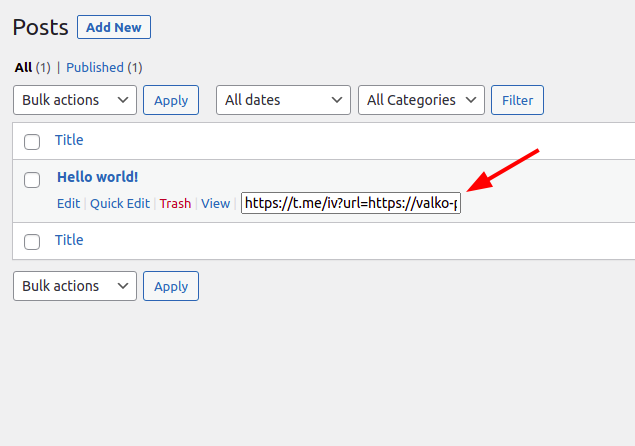 Posts Add New
All (1) | Published (1)
Bulk actions Apply All dates All Categories Filter
Title
Hello world!
Edit | Quick Edit | Trash | View | https://t.me/iv?url=https://valko-
Title
Bulk actions Apply